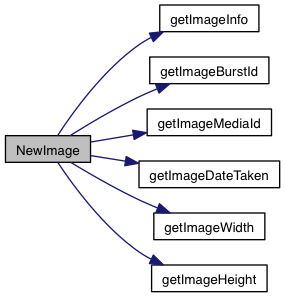 getImageInfo
getImageBurstId
getImageMediaId
NewImage
getImageDateTaken
getImageWidth
getImageHeight